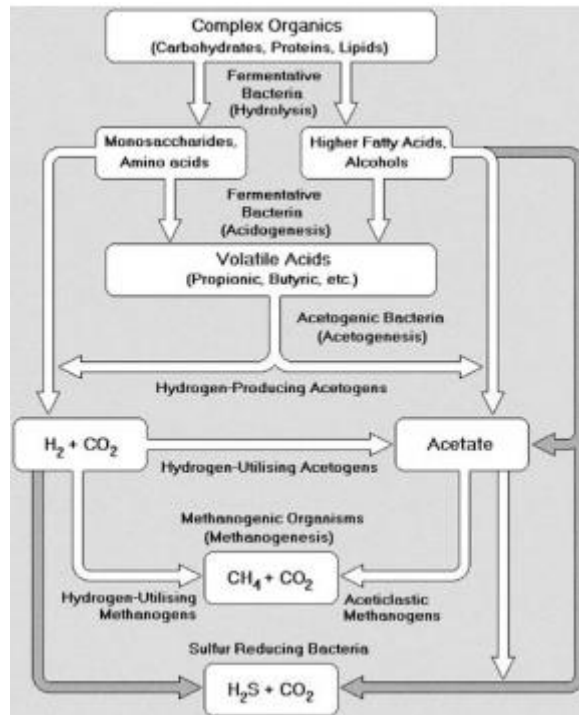 Complex Organics
(Carbohydrates, Proteins, Lipids)
Fermentative
Bacteria
(Hydrolysis)
Monosaccharides,
Amino acids
Higher Fatty Acids,
Alcohols
Fermentative
Bacteria
(Acidogenesis)
Volatile Acids
(Propionic, Butyric, etc.)
Acetogenic Bacteria
(Acetogenesis)
Hydrogen-Producing Acetogens
H₂ + CO₂
Acetate
Hydrogen-Utilising Acetogens
Methanogenic Organisms
(Methanogenesis)
CH₄ + CO₂
Hydrogen-Utilising
Methanogens
Aceticlastic
Methanogens
Sulfur Reducing Bacteria
H₂S + CO₂